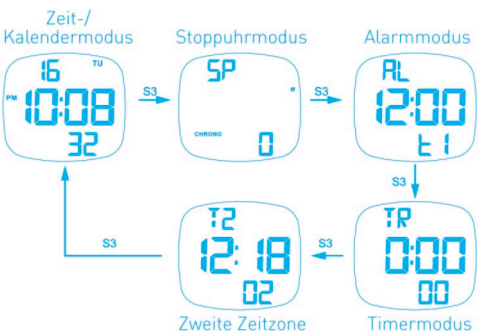 Zeit-/
Kalendermodus
Stoppuhrmodus
Alarmmodus
16 TU
PM 10:08
32
S3
SP
"
CHRONO 0
S3
AL
12:00
t1
S3
TR
0:00
00
Timermodus
S3
T2
12:18
02
Zweite Zeitzone
S3